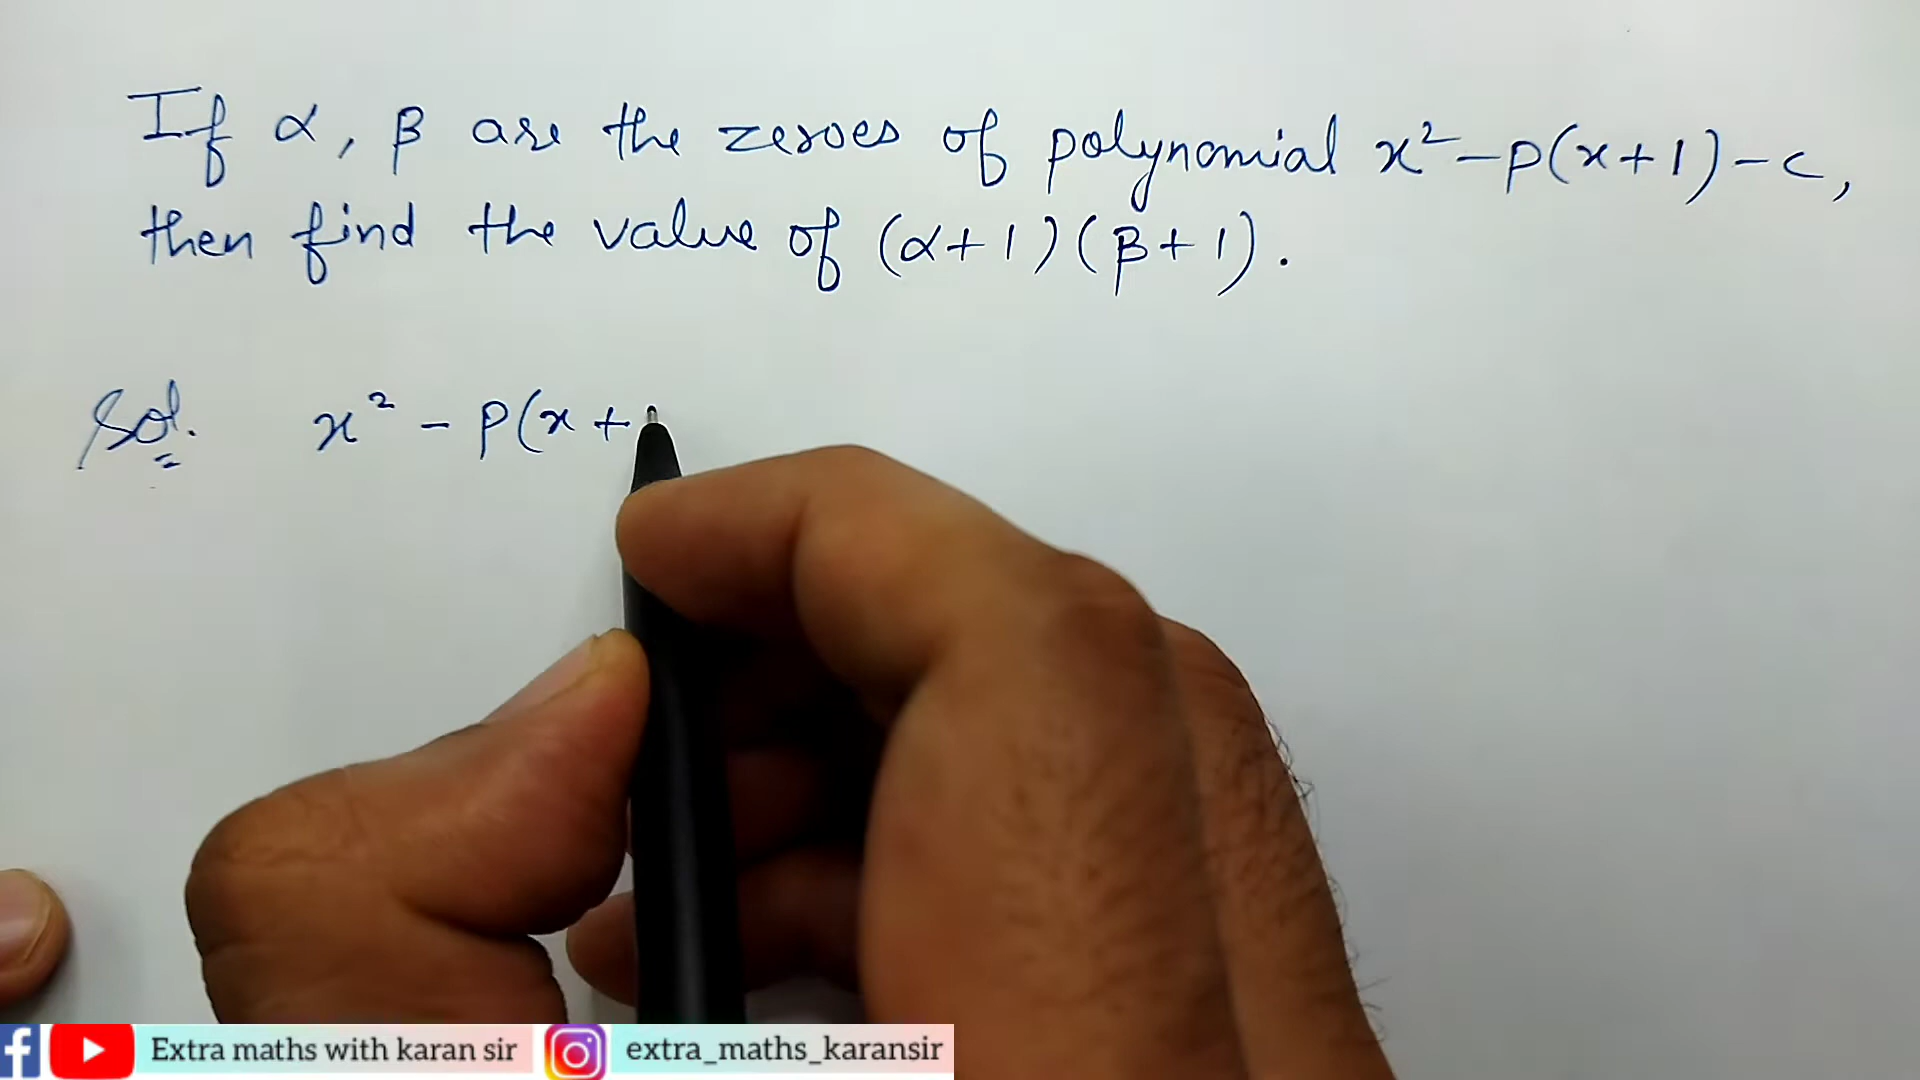 If α, β are the zeroes of polynomial x² - p(x+1) - c,
then find the value of (α+1)(β+1).
Sol. x² - p(x +
Extra maths with karan sir extra_maths_karansir